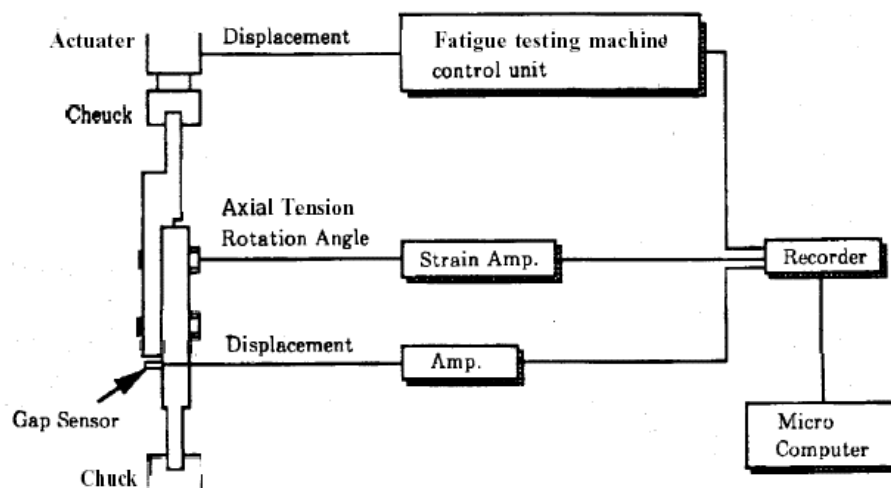 Actuater
Displacement
Fatigue testing machine
control unit
Cheuck
Axial Tension
Rotation Angle
Strain Amp.
Recorder
Displacement
Amp.
Gap Sensor
Micro
Computer
Chuck